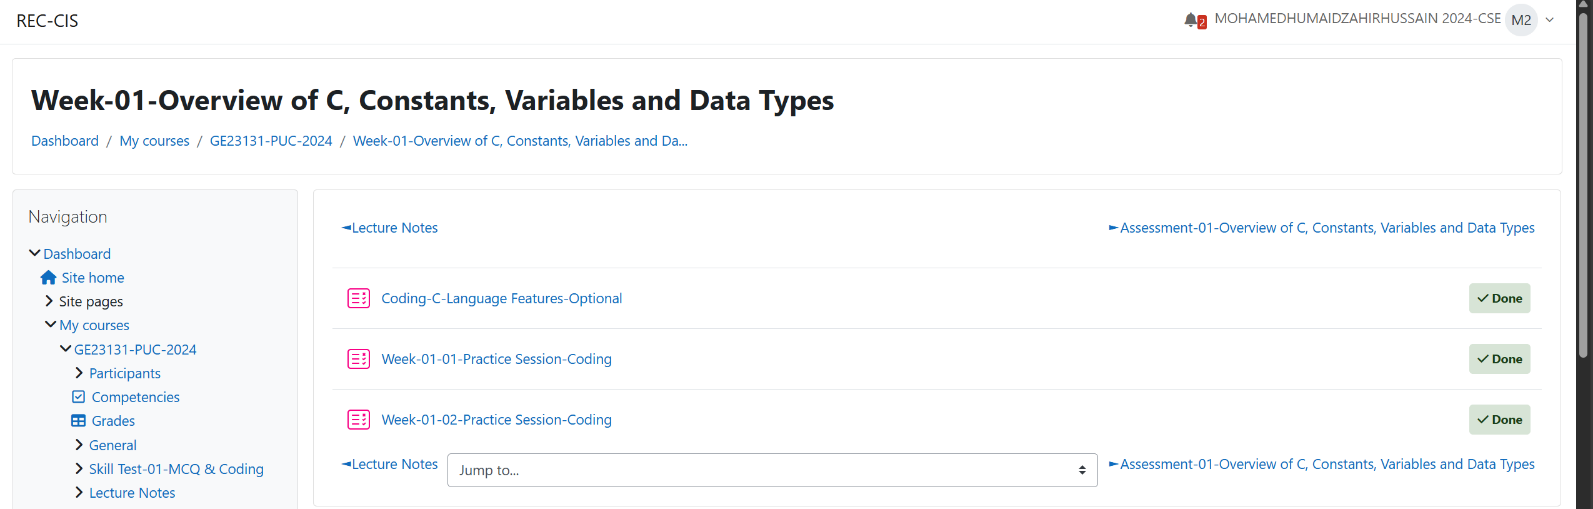 REC-CIS
2 MOHAMEDHUMAIDZAHIRHUSSAIN 2024-CSE M2
Week-01-Overview of C, Constants, Variables and Data Types
Dashboard / My courses / GE23131-PUC-2024 / Week-01-Overview of C, Constants, Variables and Da...
Navigation
Dashboard
Site home
Site pages
My courses
GE23131-PUC-2024
Participants
Competencies
Grades
General
Skill Test-01-MCQ & Coding
Lecture Notes
◄Lecture Notes
►Assessment-01-Overview of C, Constants, Variables and Data Types
Coding-C-Language Features-Optional
✓ Done
Week-01-01-Practice Session-Coding
✓ Done
Week-01-02-Practice Session-Coding
✓ Done
◄Lecture Notes
Jump to...
►Assessment-01-Overview of C, Constants, Variables and Data Types